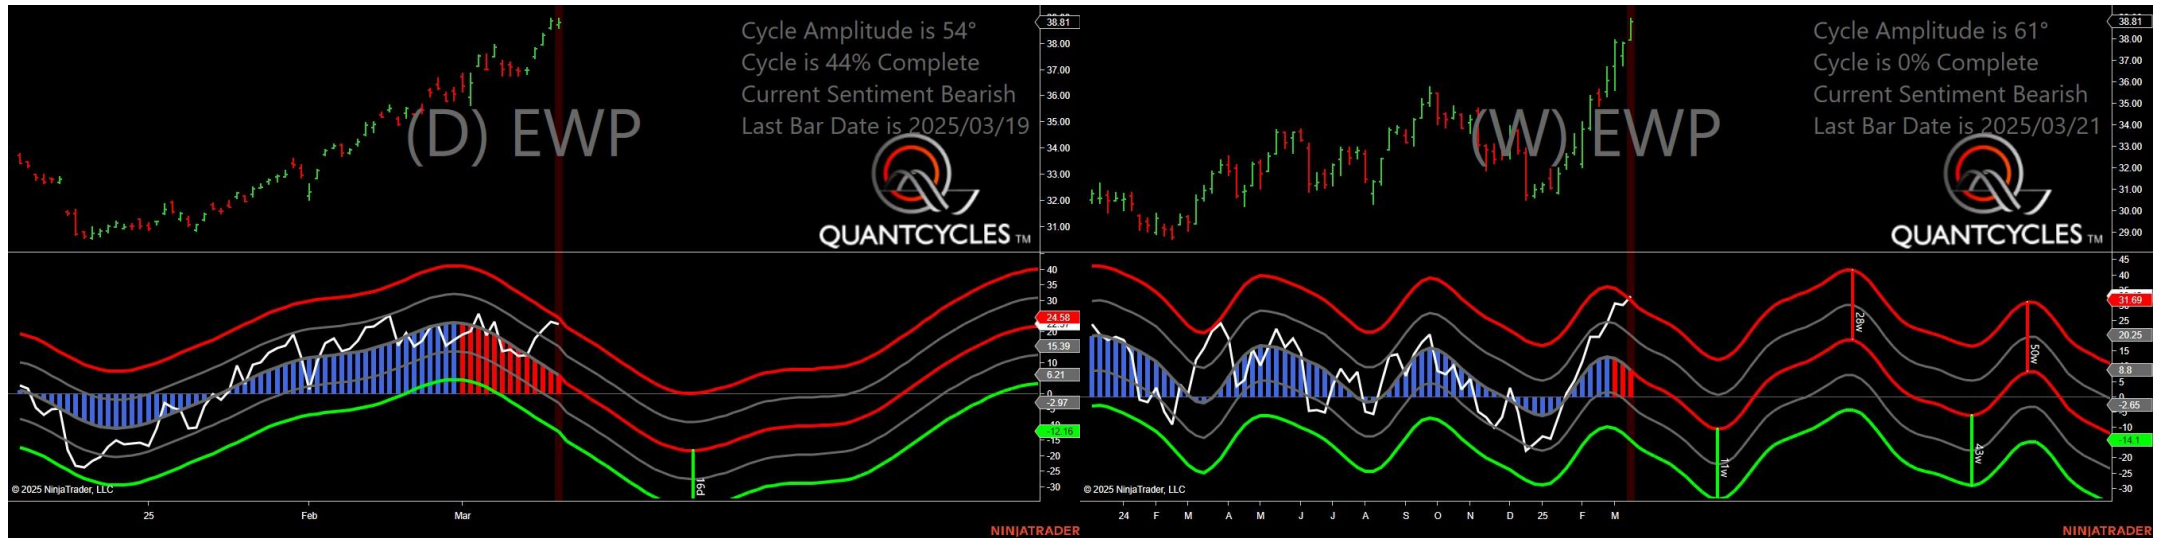 Cycle Amplitude is 54°
Cycle is 44% Complete
Current Sentiment Bearish
Last Bar Date is 2025/03/19
(D) EWP
QUANTCYCLES TM
38.81
38.00
37.00
36.00
35.00
34.00
33.00
32.00
31.00
40
35
30
24.58
20
15.39
10
6.21
0
-2.97
-12.16
-15
-20
-25
-30
16d
© 2025 NinjaTrader, LLC
25 Feb Mar
NINJATRADER
Cycle Amplitude is 61°
Cycle is 0% Complete
Current Sentiment Bearish
Last Bar Date is 2025/03/21
(W) EWP
QUANTCYCLES TM
38.81
38.00
37.00
36.00
35.00
34.00
33.00
32.00
31.00
30.00
29.00
45
40
35
31.69
25
20.25
15
8.8
5
-2.65
-10
-14.1
-20
-25
-30
11w
28w
43w
50w
© 2025 NinjaTrader, LLC
24 F M A M J J A S O N D 25 F M
NINJATRADER